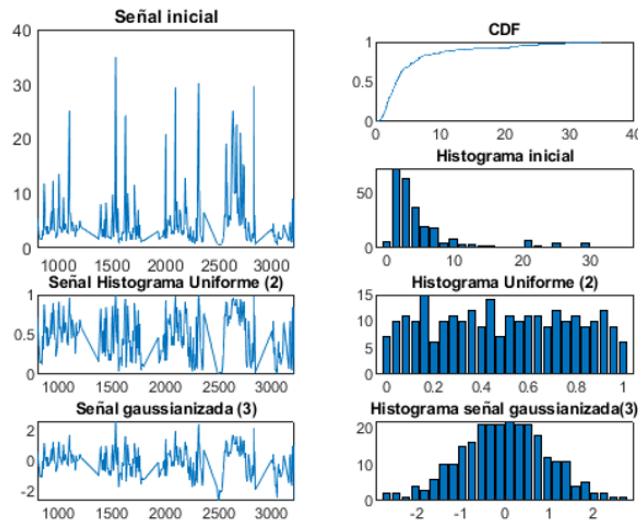 Señal inicial
40
30
20
10
0
1000 1500 2000 2500 3000
CDF
1
0.5
0
0 10 20 30 40
Histograma inicial
50
0
0 10 20 30
Señal Histograma Uniforme (2)
1
0.5
0
1000 1500 2000 2500 3000
Histograma Uniforme (2)
15
10
5
0
0 0.2 0.4 0.6 0.8 1
Señal gaussianizada (3)
2
0
-2
1000 1500 2000 2500 3000
Histograma señal gaussianizada(3)
20
10
0
-2 -1 0 1 2